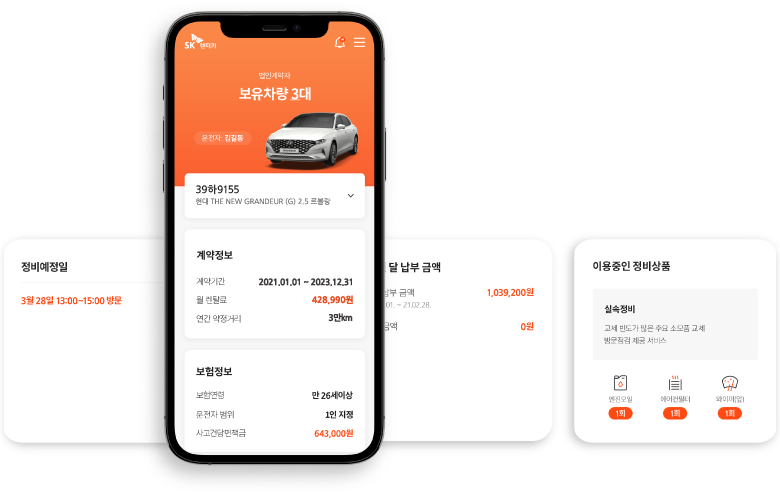 SK 렌터카
법인계약자
보유차량 3대
운전자: 김길동
39하9155
현대 THE NEW GRANDEUR (G) 2.5 르블랑
계약정보
계약기간 2021.01.01 ~ 2023.12.31
월 렌탈료 428,990원
연간 약정거리 3만km
보험정보
보험연령 만 26세이상
운전자 범위 1인 지정
사고건당면책금 643,000원
정비예정일
3월 28일 13:00~15:00 방문
달 납부 금액
납부 금액 1,039,200원
01. ~ 21.02.28.
금액 0원
이용중인 정비상품
실속정비
교체 빈도가 많은 주요 소모품 교체
방문점검 제공 서비스
엔진오일 에어컨필터 와이퍼(앞)
1회 1회 1회